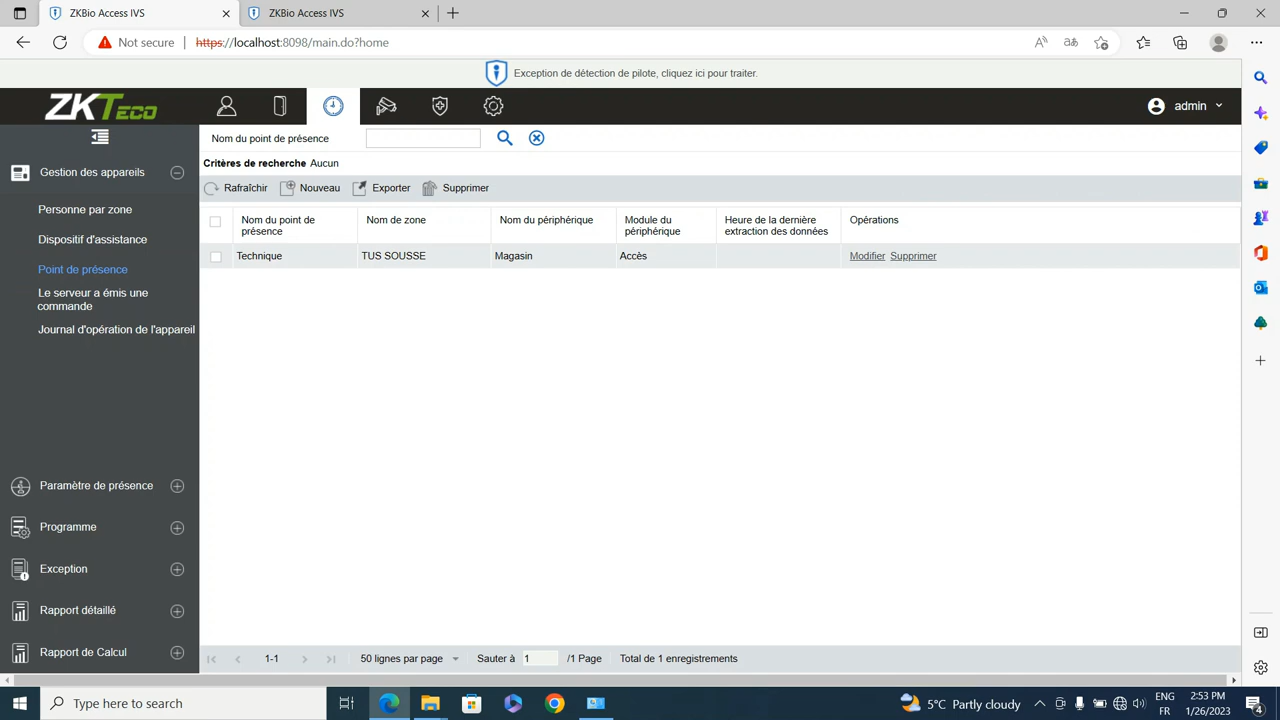 ZKBio Access IVS
ZKBio Access IVS
Not secure
https://localhost:8098/main.do?home
Exception de détection de pilote, cliquez ici pour traiter.
ZKTeco
admin
Nom du point de présence
Critères de recherche Aucun
Rafraîchir Nouveau Exporter Supprimer
Gestion des appareils
Personne par zone
Dispositif d'assistance
Point de présence
Le serveur a émis une
commande
Journal d'opération de l'appareil
Paramètre de présence
Programme
Exception
Rapport détaillé
Rapport de Calcul
Nom du point de
présence
Nom de zone
Nom du périphérique
Module du
périphérique
Heure de la dernière
extraction des données
Opérations
Technique TUS SOUSSE Magasin Accès Modifier Supprimer
1-1 50 lignes par page Sauter à 1 /1 Page Total de 1 enregistrements
Type here to search
5°C Partly cloudy
ENG
FR
2:53 PM
1/26/2023
4